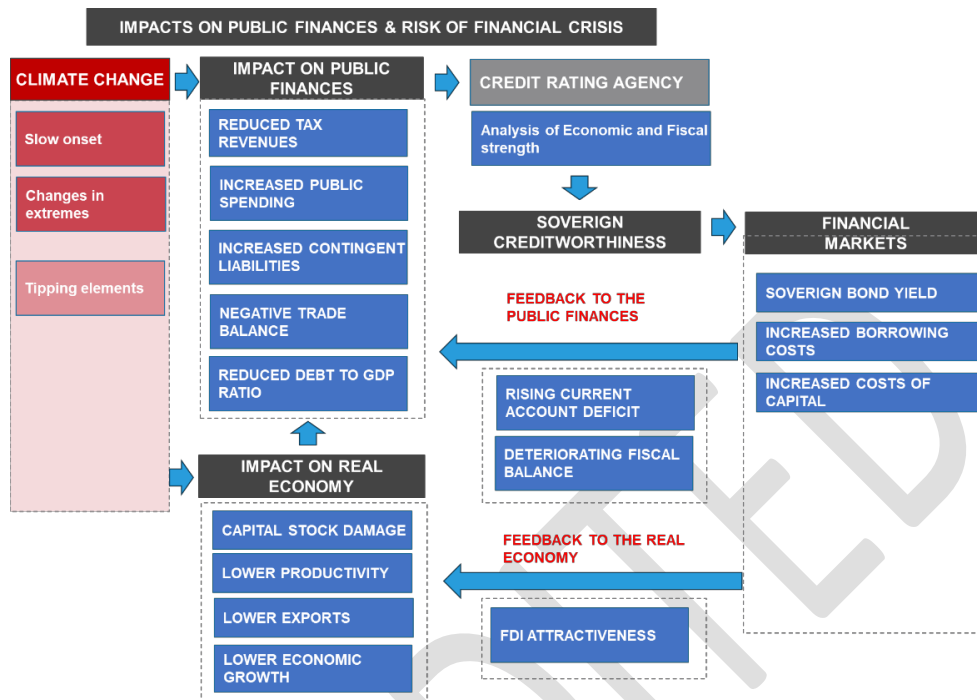 IMPACTS ON PUBLIC FINANCES & RISK OF FINANCIAL CRISIS
CLIMATE CHANGE
Slow onset
Changes in
extremes
Tipping elements
IMPACT ON PUBLIC
FINANCES
REDUCED TAX
REVENUES
INCREASED PUBLIC
SPENDING
INCREASED CONTINGENT
LIABILITIES
NEGATIVE TRADE
BALANCE
REDUCED DEBT TO GDP
RATIO
IMPACT ON REAL
ECONOMY
CAPITAL STOCK DAMAGE
LOWER PRODUCTIVITY
LOWER EXPORTS
LOWER ECONOMIC
GROWTH
CREDIT RATING AGENCY
Analysis of Economic and Fiscal
strength
SOVERIGN
CREDITWORTHINESS
FINANCIAL
MARKETS
SOVERIGN BOND YIELD
INCREASED BORROWING
COSTS
INCREASED COSTS OF
CAPITAL
FEEDBACK TO THE
PUBLIC FINANCES
RISING CURRENT
ACCOUNT DEFICIT
DETERIORATING FISCAL
BALANCE
FEEDBACK TO THE REAL
ECONOMY
FDI ATTRACTIVENESS